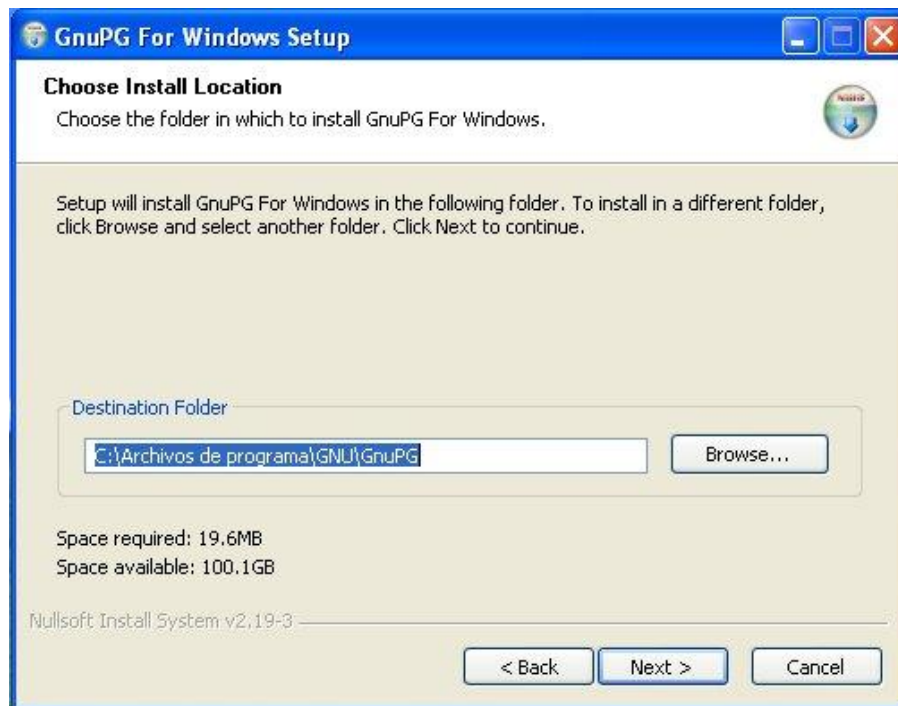 GnuPG For Windows Setup
Choose Install Location
Choose the folder in which to install GnuPG For Windows.
Setup will install GnuPG For Windows in the following folder. To install in a different folder,
click Browse and select another folder. Click Next to continue.
Destination Folder
C:\Archivos de programa\GNU\GnuPG
Browse...
Space required: 19.6MB
Space available: 100.1GB
Nullsoft Install System v2.19-3
< Back
Next >
Cancel